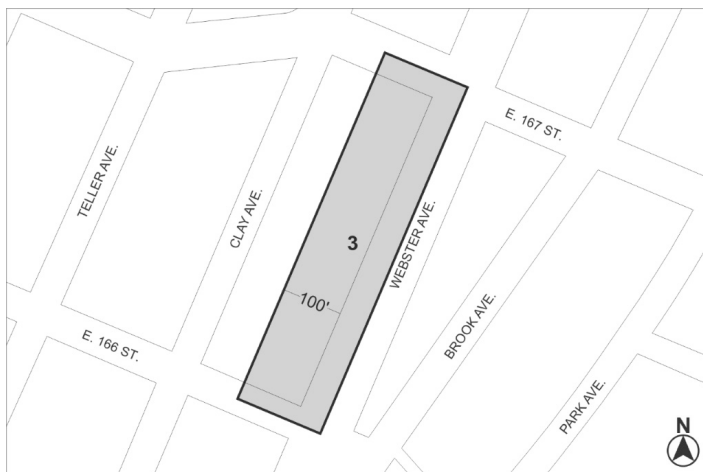 E. 167 ST.
TELLER AVE.
CLAY AVE.
WEBSTER AVE.
3
100'
BROOK AVE.
E. 166 ST.
PARK AVE.
N